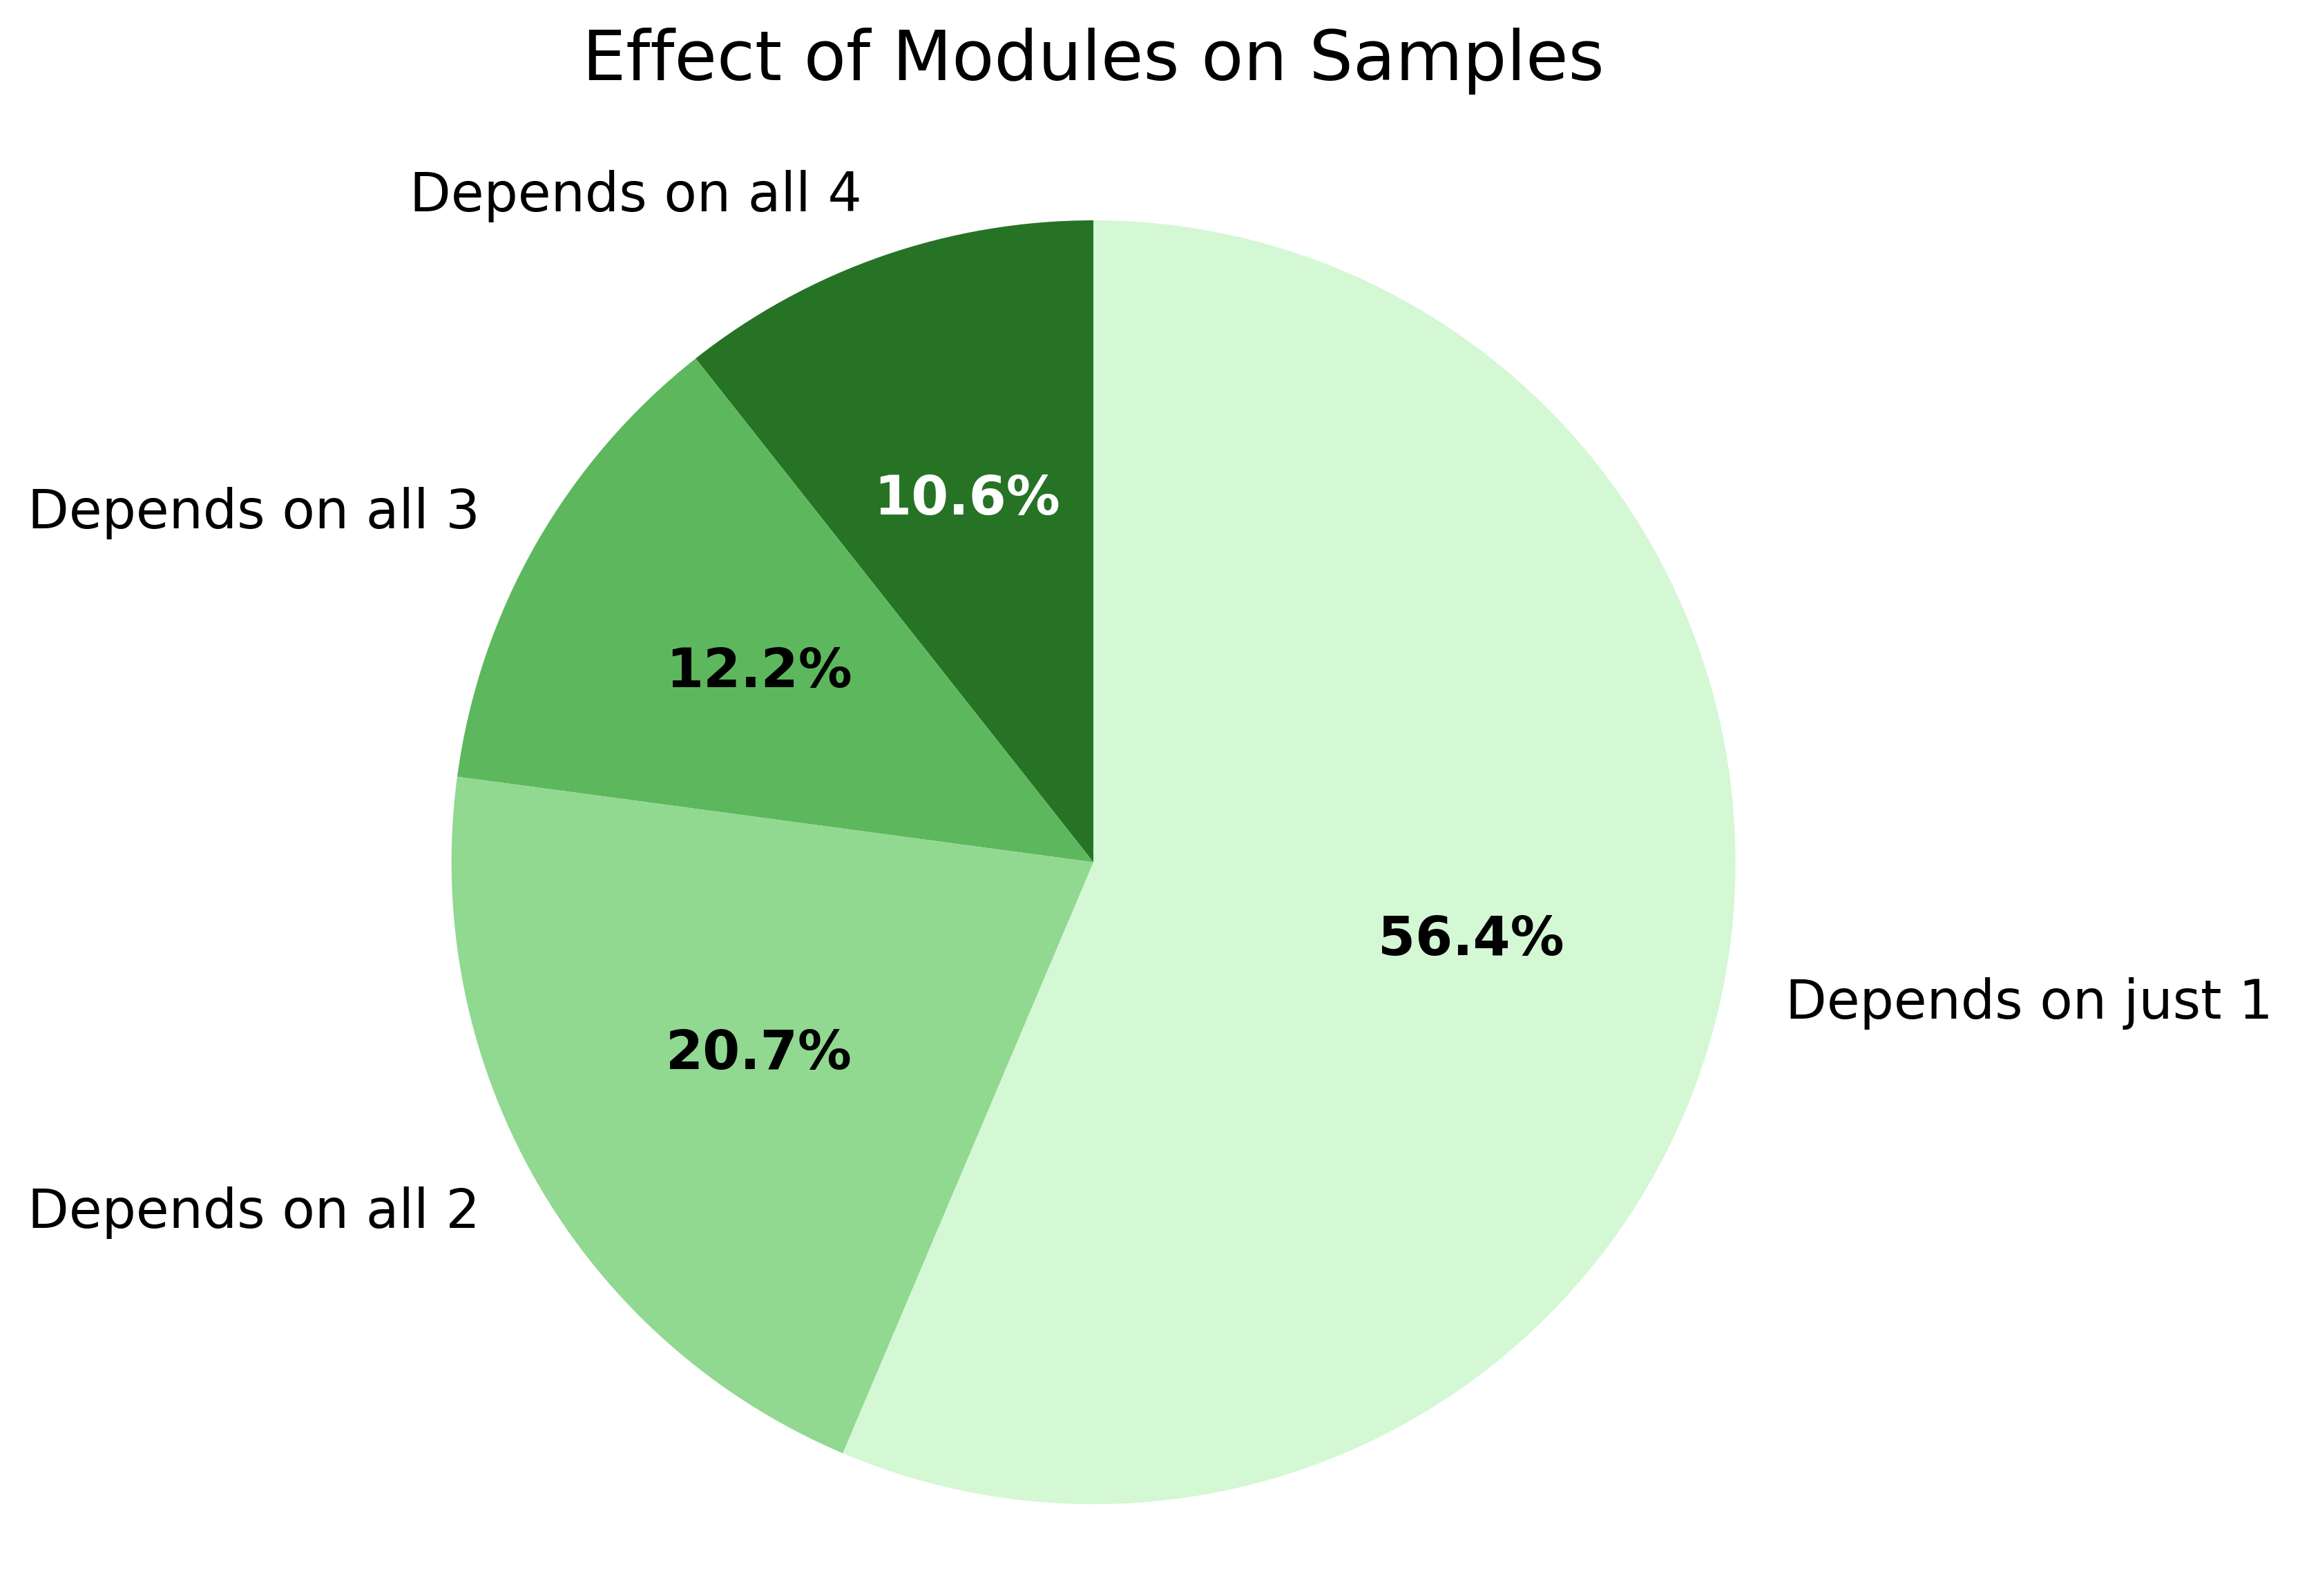 Effect of Modules on Samples
Depends on all 4
10.6%
Depends on all 3
12.2%
56.4%
Depends on just 1
20.7%
Depends on all 2